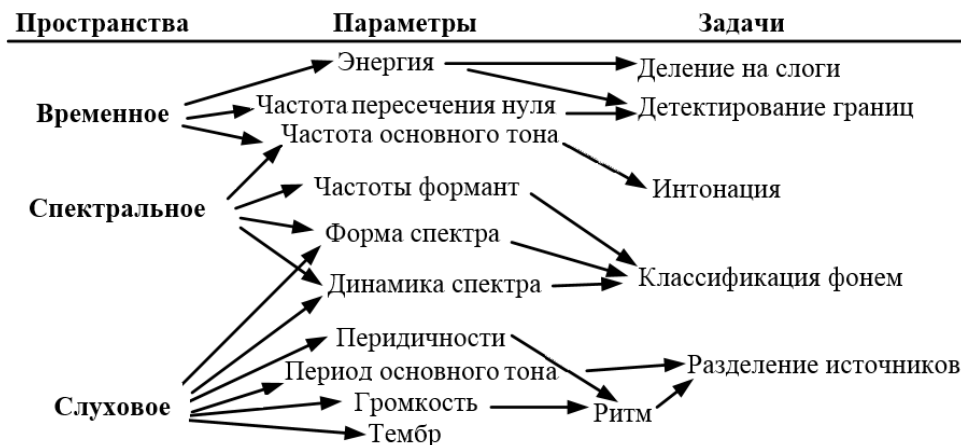 Пространства Параметры Задачи
Энергия Деление на слоги
Временное Частота пересечения нуля Детектирование границ
Частота основного тона
Частоты формант Интонация
Спектральное
Форма спектра
Динамика спектра Классификация фонем
Перидичности
Период основного тона Разделение источников
Слуховое Громкость Ритм
Тембр